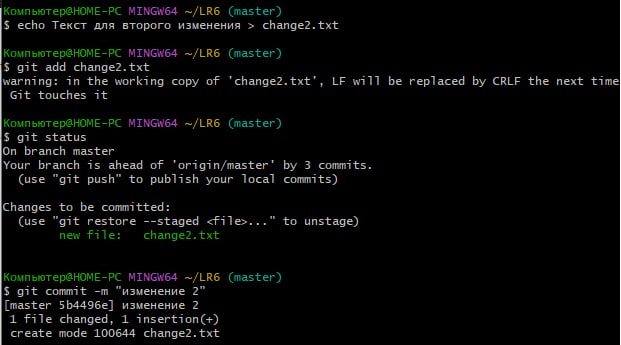 Компьютер@HOME-PC MINGW64 ~/LR6 (master)
$ echo Текст для второго изменения > change2.txt
Компьютер@HOME-PC MINGW64 ~/LR6 (master)
$ git add change2.txt
warning: in the working copy of 'change2.txt', LF will be replaced by CRLF the next time
 Git touches it
Компьютер@HOME-PC MINGW64 ~/LR6 (master)
$ git status
On branch master
Your branch is ahead of 'origin/master' by 3 commits.
  (use "git push" to publish your local commits)
Changes to be committed:
  (use "git restore --staged <file>..." to unstage)
        new file:   change2.txt
Компьютер@HOME-PC MINGW64 ~/LR6 (master)
$ git commit -m "изменение 2"
[master 5b4496e] изменение 2
 1 file changed, 1 insertion(+)
 create mode 100644 change2.txt